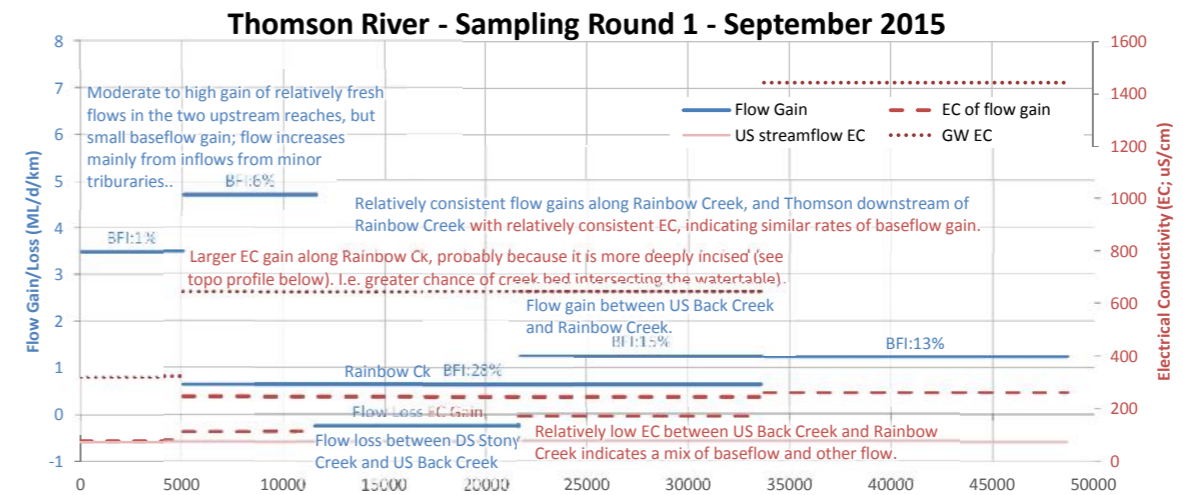 Thomson River - Sampling Round 1 - September 2015
8
7
6
5
4
3
2
1
0
-1
Flow Gain/Loss (ML/d/km)
1600
1400
1200
1000
800
600
400
200
0
Electrical Conductivity (EC; uS/cm)
Moderate to high gain of relatively fresh
flows in the two upstream reaches, but
small baseflow gain; flow increases
mainly from inflows from minor
triburaries..
Flow Gain
EC of flow gain
US streamflow EC
GW EC
BFI:6%
BFI:1%
Relatively consistent flow gains along Rainbow Creek, and Thomson downstream of
Rainbow Creek with relatively consistent EC, indicating similar rates of baseflow gain.
Larger EC gain along Rainbow Ck, probably because it is more deeply incised (see
topo profile below). I.e. greater chance of creek bed intersecting the watertable).
Flow gain between US Back Creek
and Rainbow Creek.
BFI:15%
BFI:13%
Rainbow Ck BFI:28%
Flow Loss EC Gain
Flow loss between DS Stony
Creek and US Back Creek
Relatively low EC between US Back Creek and Rainbow
Creek indicates a mix of baseflow and other flow.
0
5000
10000
15000
20000
25000
30000
35000
40000
45000
50000